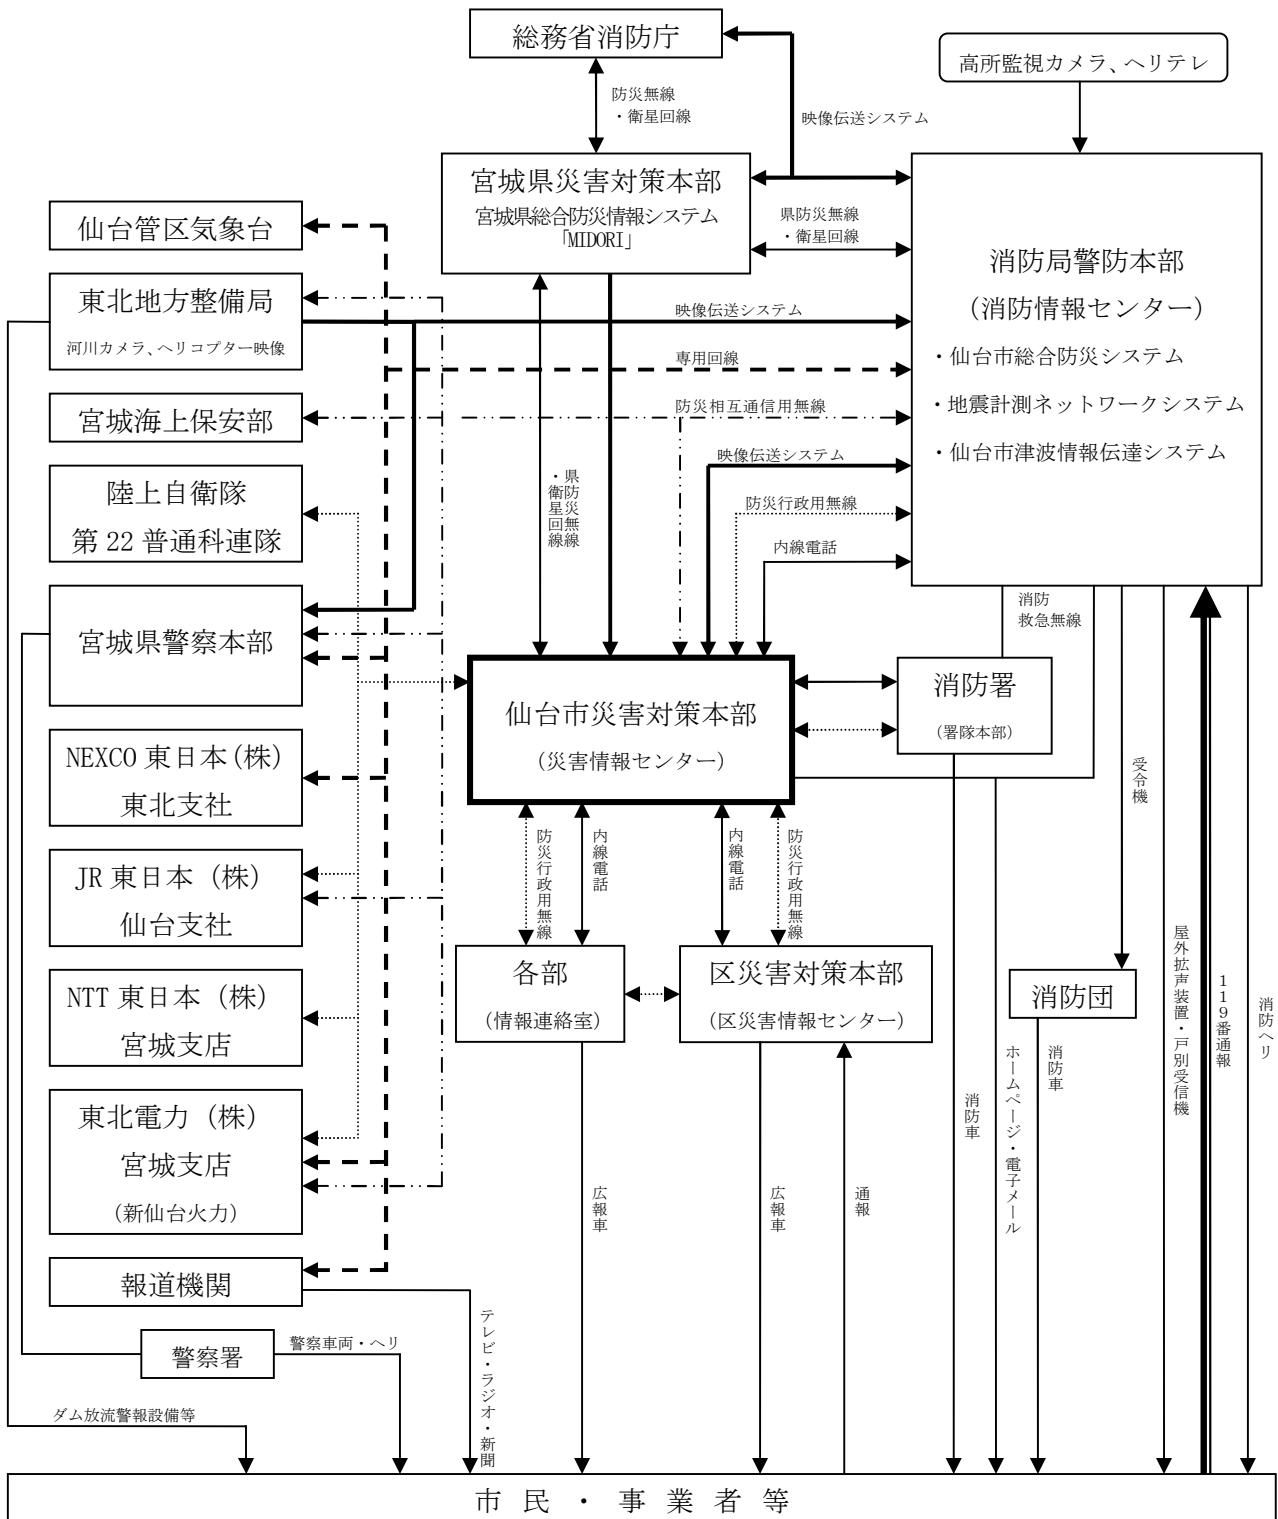 総務省消防庁
高所監視カメラ、ヘリテレ
防災無線
・衛星回線
映像伝送システム
宮城県災害対策本部
宮城県総合防災情報システム
「MIDORI」
県防災無線
・衛星回線
消防局警防本部
（消防情報センター）
・仙台市総合防災システム
・地震計測ネットワークシステム
・仙台市津波情報伝達システム
仙台管区気象台
東北地方整備局
河川カメラ、ヘリコプター映像
宮城海上保安部
陸上自衛隊
第22普通科連隊
宮城県警察本部
NEXCO東日本(株)
東北支社
JR東日本（株）
仙台支社
NTT東日本（株）
宮城支店
東北電力（株）
宮城支店
（新仙台火力）
報道機関
警察署
映像伝送システム
専用回線
防災相互通信用無線
映像伝送システム
防災行政用無線
内線電話
県防災無線
・衛星回線
消防
救急無線
仙台市災害対策本部
（災害情報センター）
消防署
（署隊本部）
受令機
防災行政用無線
内線電話
内線電話
防災行政用無線
各部
（情報連絡室）
区災害対策本部
（区災害情報センター）
消防団
屋外拡声装置・戸別受信機
119番通報
消防ヘリ
消防車
ホームページ・電子メール
消防車
広報車
広報車
通報
テレビ・ラジオ・新聞
警察車両・ヘリ
ダム放流警報設備等
市民・事業者等